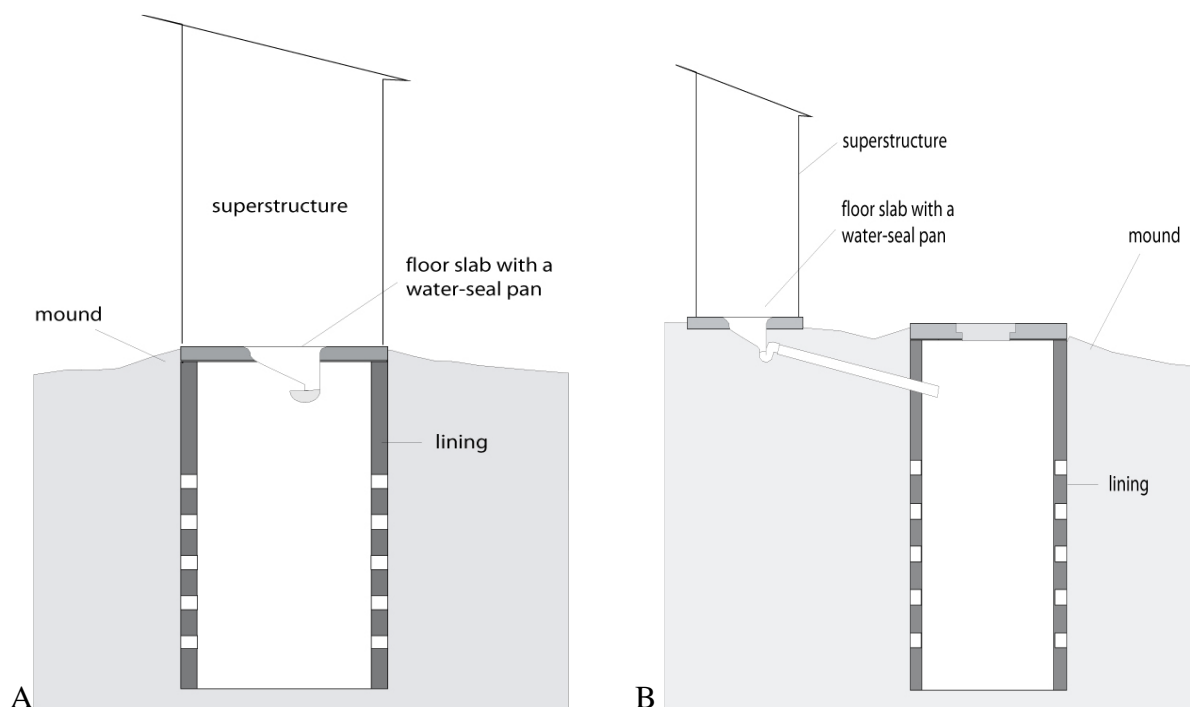 superstructure
floor slab with a
water-seal pan
mound
lining
A
superstructure
floor slab with a
water-seal pan
mound
lining
B